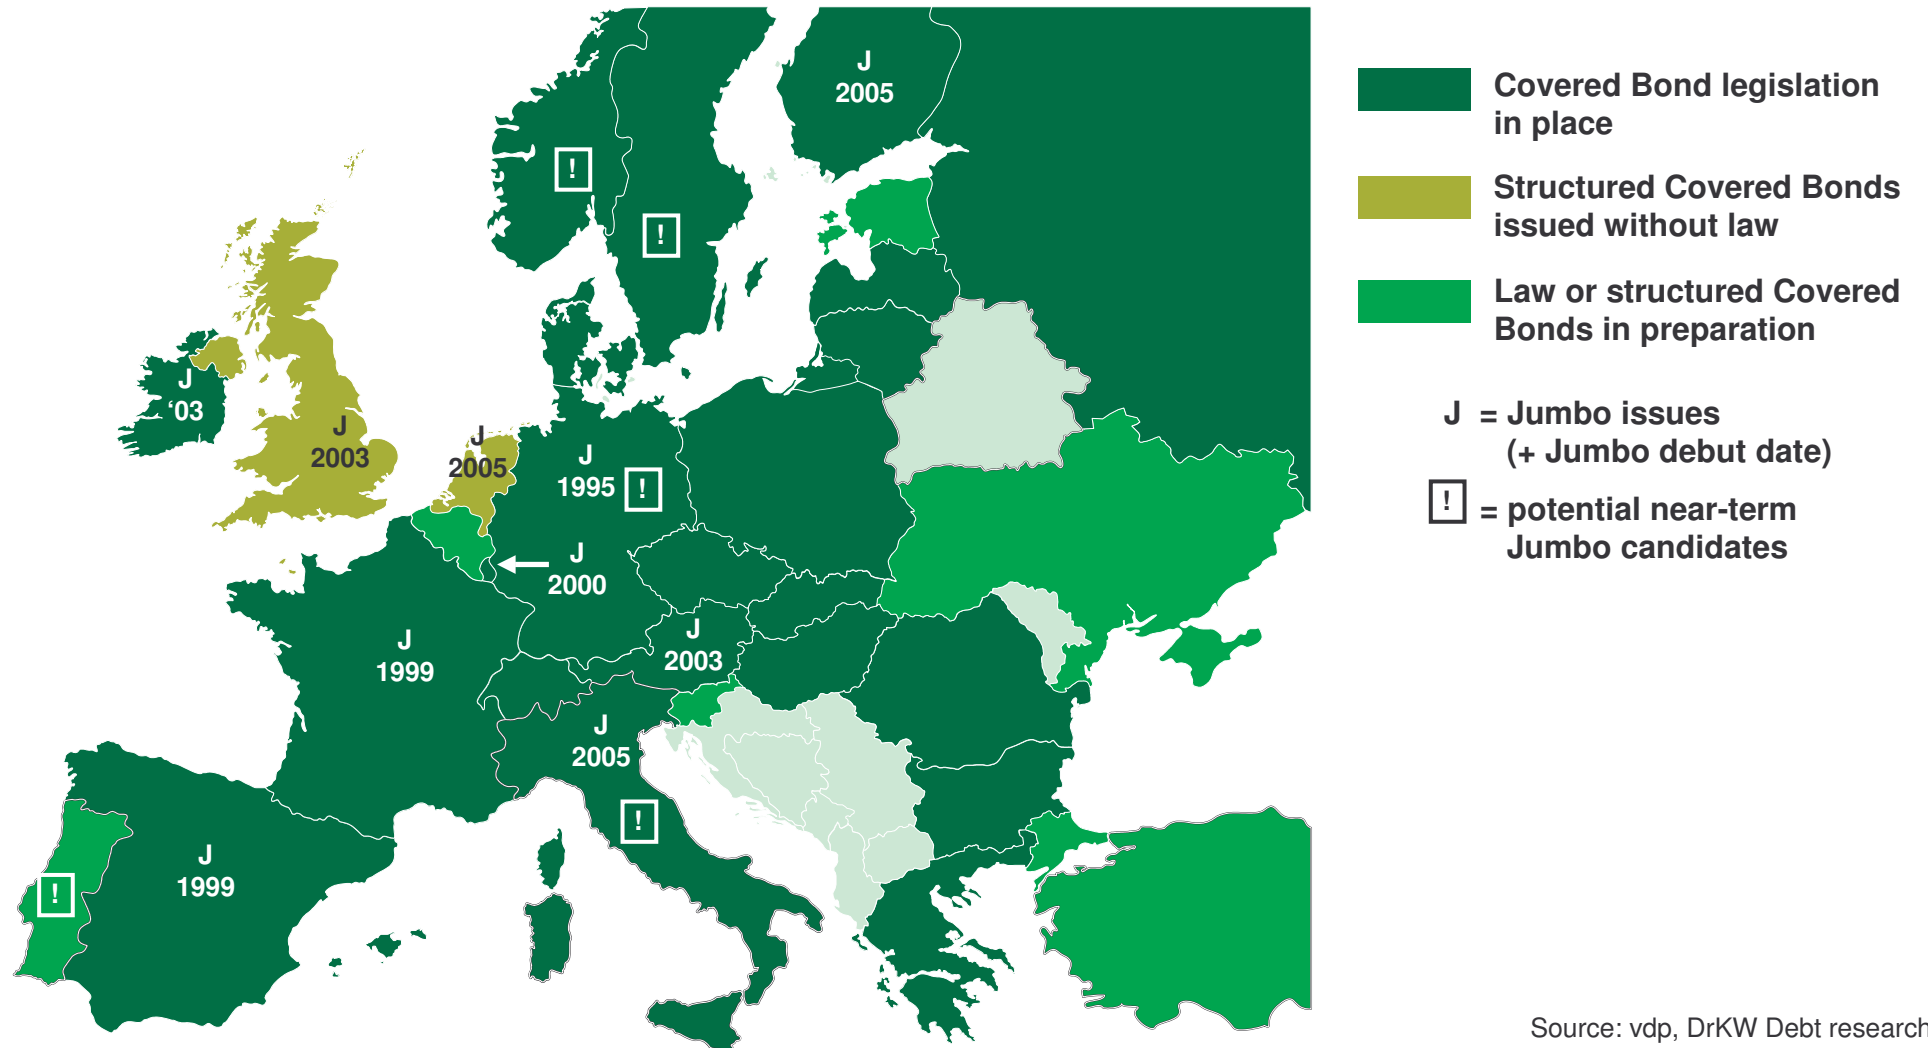 J
2005
!
!
J
'03
J
2003
J
2005
J
1995
!
J
2000
J
1999
J
2003
J
2005
!
J
1999
!
Covered Bond legislation
in place
Structured Covered Bonds
issued without law
Law or structured Covered
Bonds in preparation
J = Jumbo issues
(+ Jumbo debut date)
! = potential near-term
Jumbo candidates
Source: vdp, DrKW Debt research